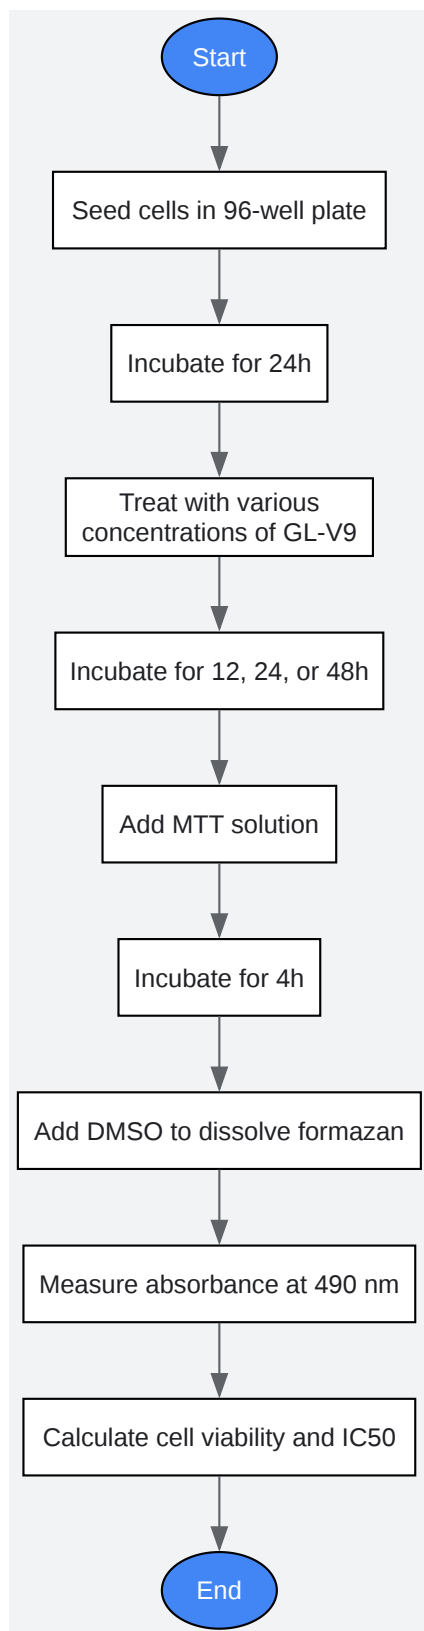 Start
Seed cells in 96-well plate
Incubate for 24h
Treat with various
concentrations of GL-V9
Incubate for 12, 24, or 48h
Add MTT solution
Incubate for 4h
Add DMSO to dissolve formazan
Measure absorbance at 490 nm
Calculate cell viability and IC50
End